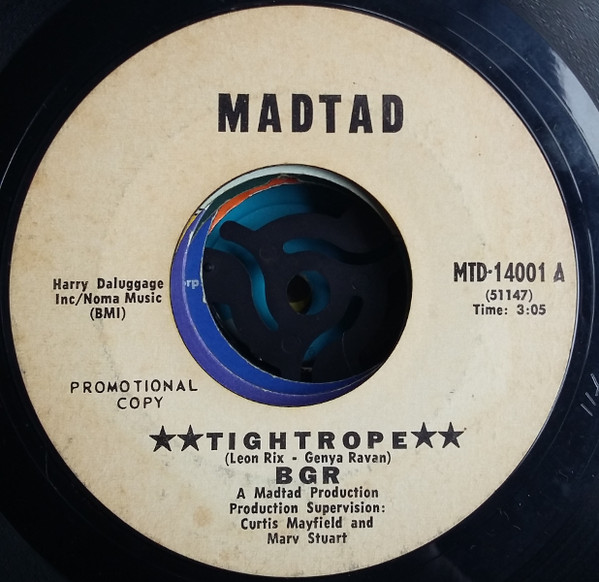 MADTAD
Harry Daluggage
Inc/Noma Music
(BMI)
MTD-14001 A
(51147)
Time: 3:05
PROMOTIONAL
COPY
★★TIGHTROPE★★
(Leon Rix - Genya Ravan)
BGR
A Madtad Production
Production Supervision:
Curtis Mayfield and
Marv Stuart